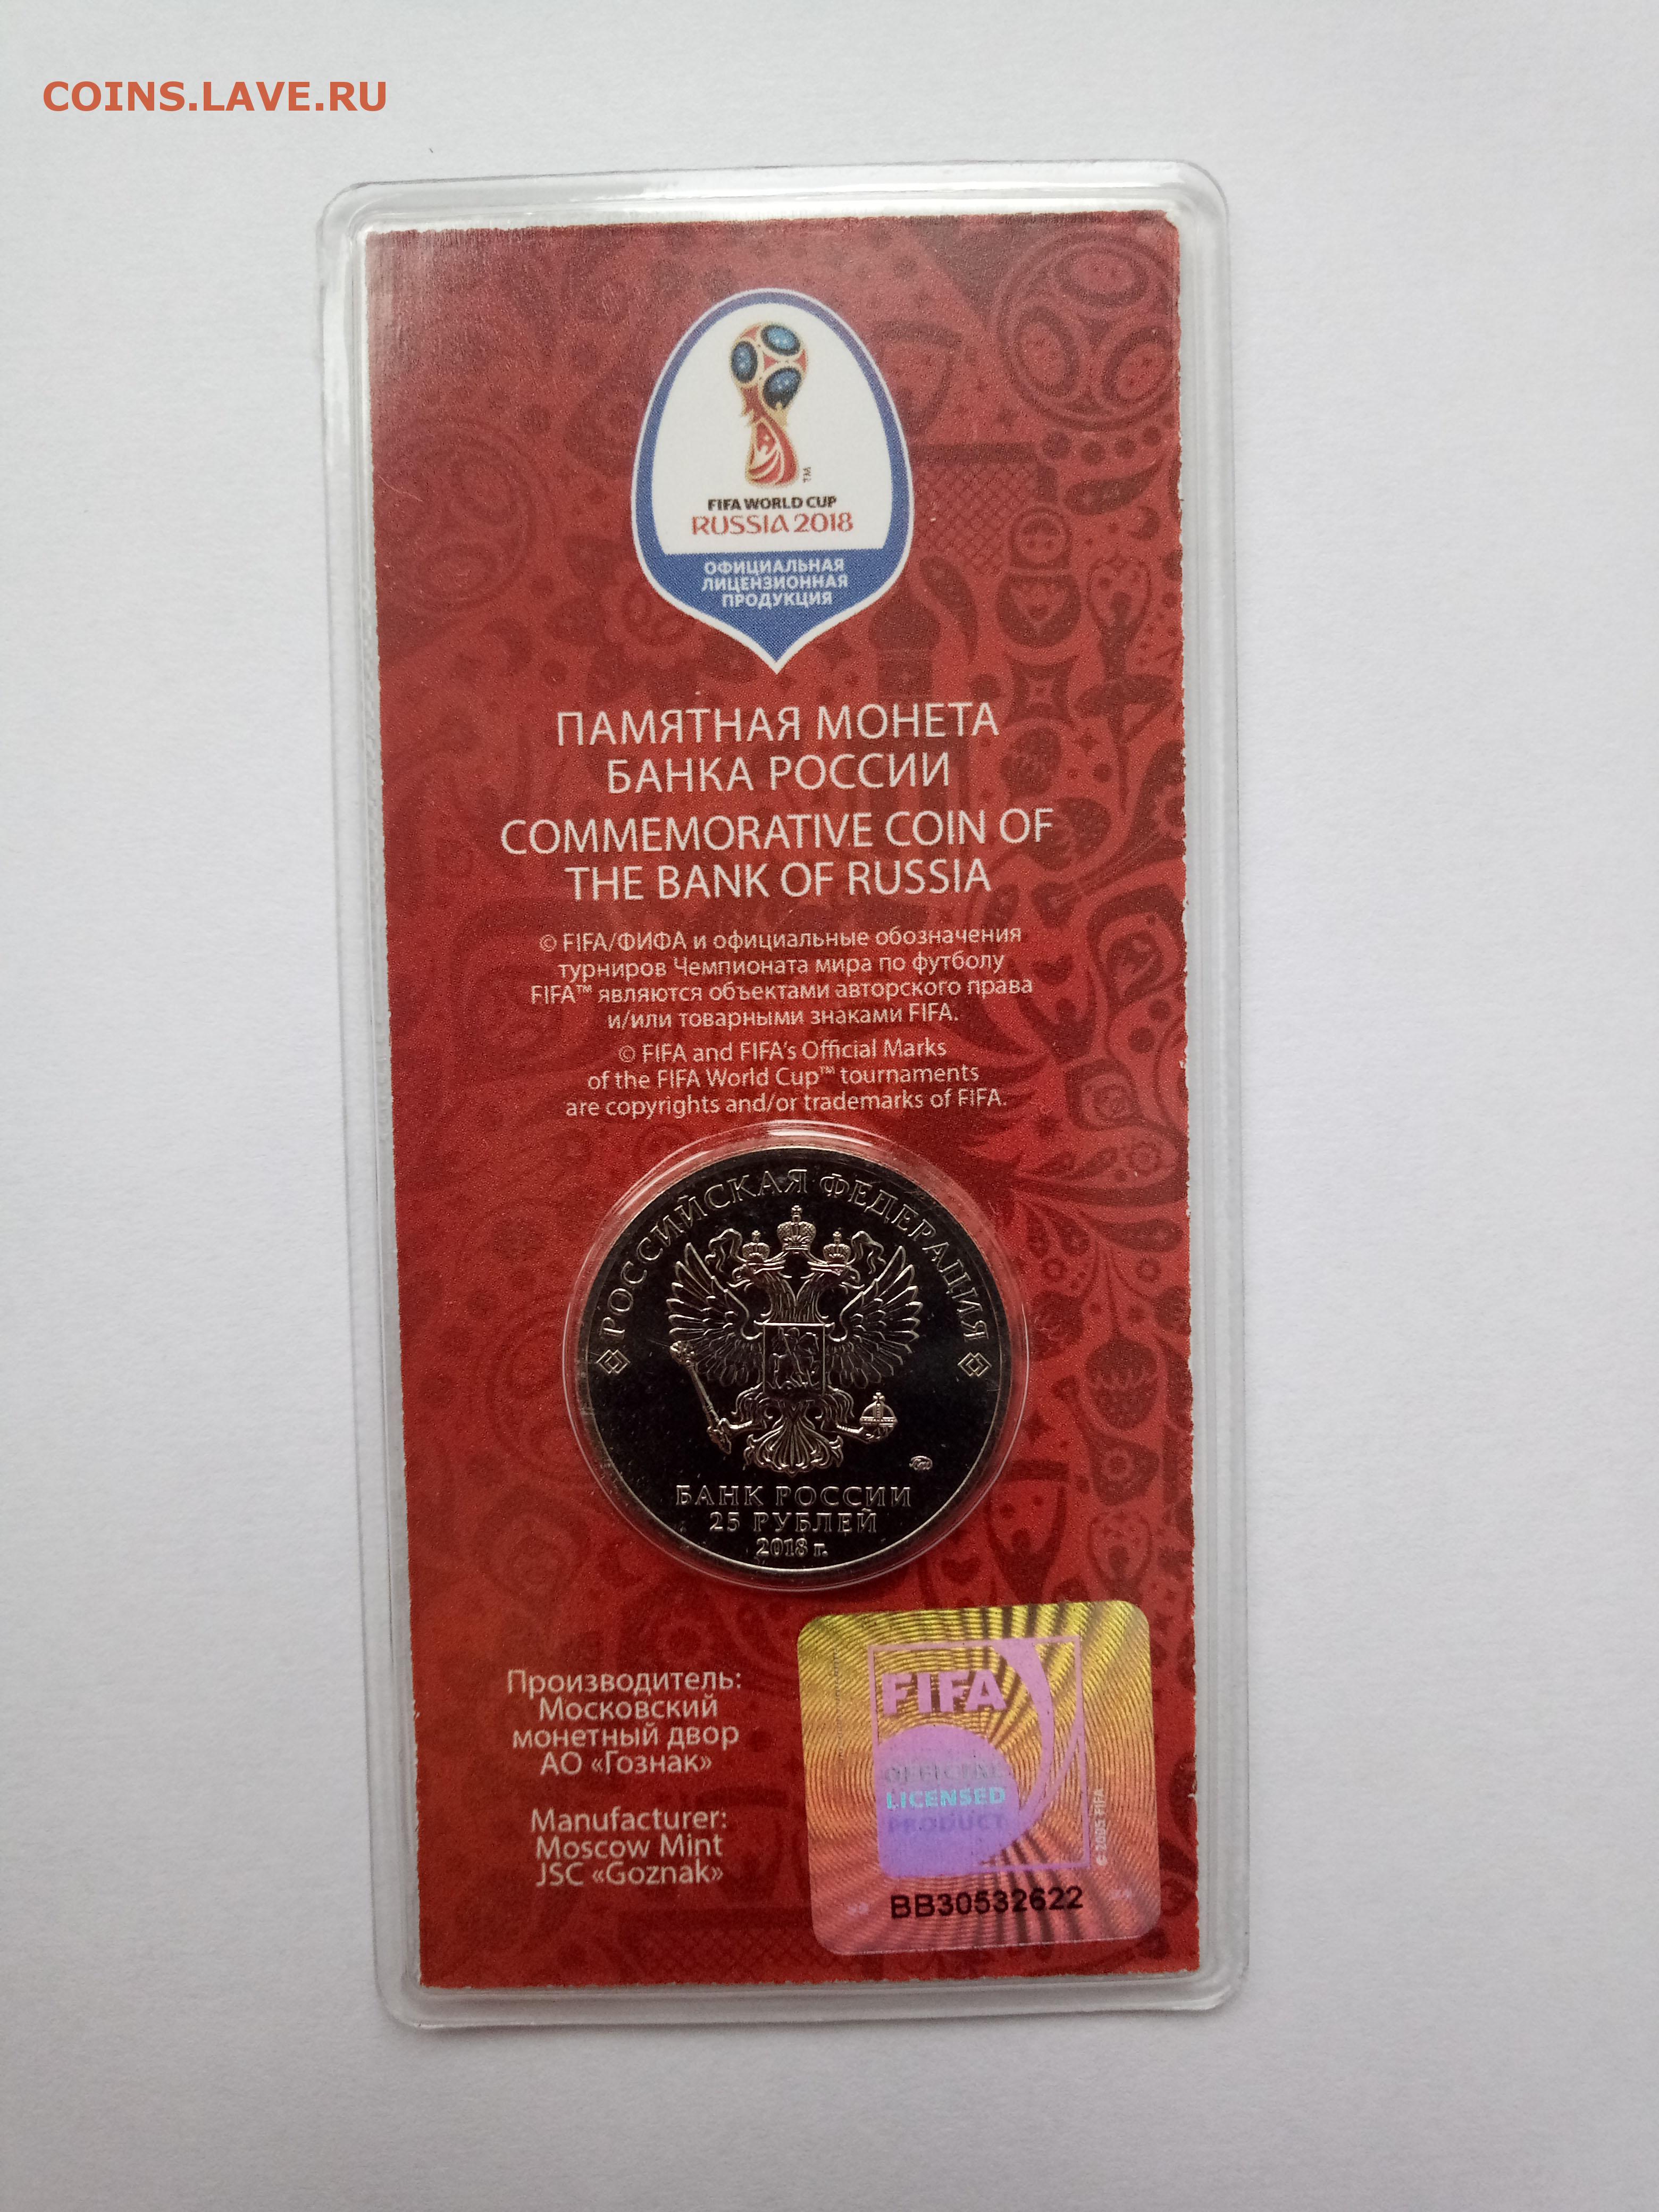 COINS.LAVE.RU
FIFA WORLD CUP
RUSSIA 2018
ОФИЦИАЛЬНАЯ
ЛИЦЕНЗИОННАЯ
ПРОДУКЦИЯ
ПАМЯТНАЯ МОНЕТА
БАНКА РОССИИ
COMMEMORATIVE COIN OF
THE BANK OF RUSSIA
© FIFA/ФИФА и официальные обозначения
турниров Чемпионата мира по футболу
FIFA™ являются объектами авторского права
и/или товарными знаками FIFA.
© FIFA and FIFA's Official Marks
of the FIFA World Cup™ tournaments
are copyrights and/or trademarks of FIFA.
РОССИЙСКАЯ ФЕДЕРАЦИЯ
БАНК РОССИИ
25 РУБЛЕЙ
2018 г.
Производитель:
Московский
монетный двор
АО «Гознак»
Manufacturer:
Moscow Mint
JSC «Goznak»
FIFA
OFFICIAL
LICENSED
PRODUCT
© 2005 FIFA
BB30532622